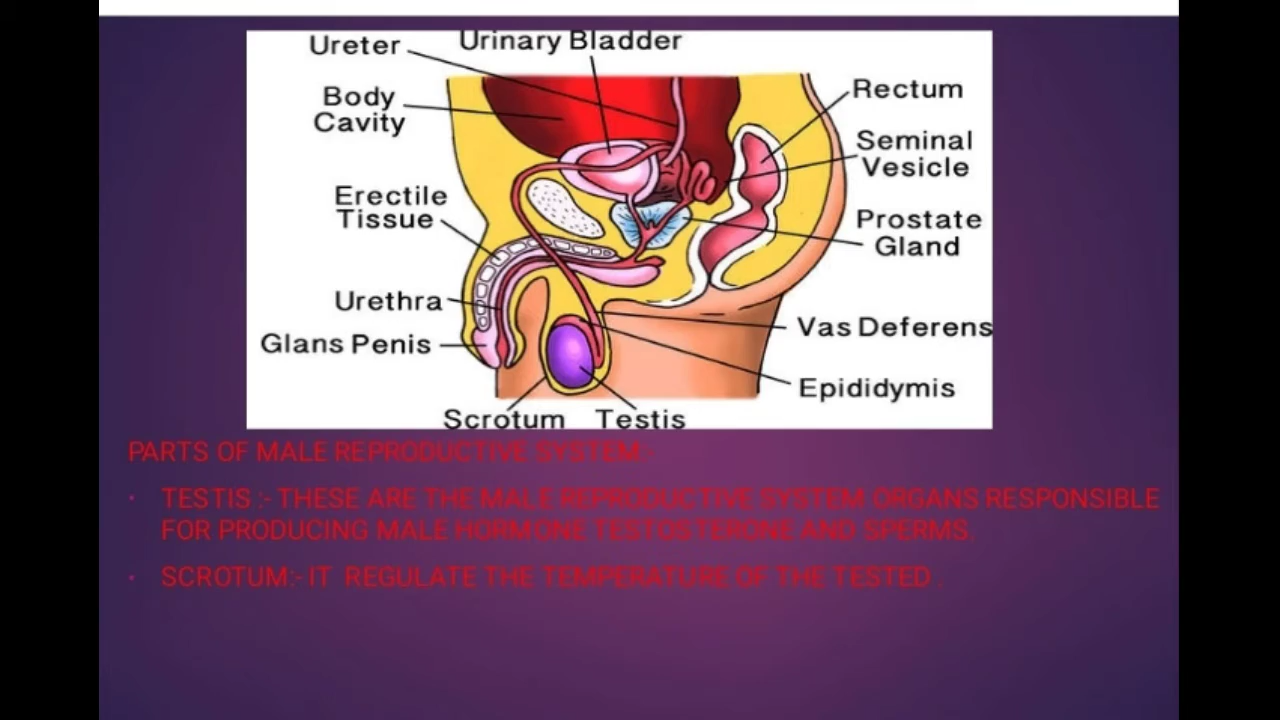 Ureter
Urinary Bladder
Body
Cavity
Rectum
Seminal
Vesicle
Erectile
Tissue
Prostate
Gland
Urethra
Vas Deferens
Glans Penis
Epididymis
Scrotum
Testis
PARTS OF MALE REPRODUCTIVE SYSTEM:-
• TESTIS :- THESE ARE THE MALE REPRODUCTIVE SYSTEM ORGANS RESPONSIBLE
FOR PRODUCING MALE HORMONE TESTOSTERONE AND SPERMS.
• SCROTUM:- IT REGULATE THE TEMPERATURE OF THE TESTED .